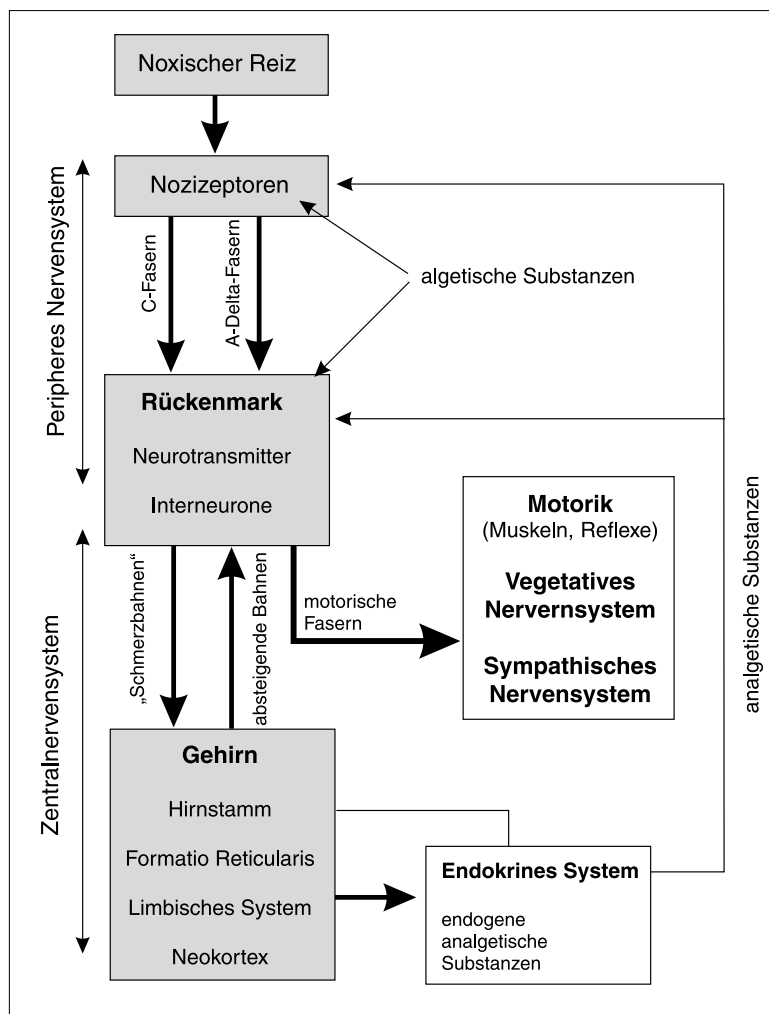 Noxischer Reiz
Nozizeptoren
Peripheres Nervensystem
C-Fasern
A-Delta-Fasern
algetische Substanzen
Rückenmark
Neurotransmitter
Interneurone
Motorik
(Muskeln, Reflexe)
Vegetatives
Nervernsystem
Sympathisches
Nervensystem
analgetische Substanzen
Zentralnervensystem
„Schmerzbahnen“
absteigende Bahnen
motorische
Fasern
Gehirn
Hirnstamm
Formatio Reticularis
Limbisches System
Neokortex
Endokrines System
endogene
analgetische
Substanzen